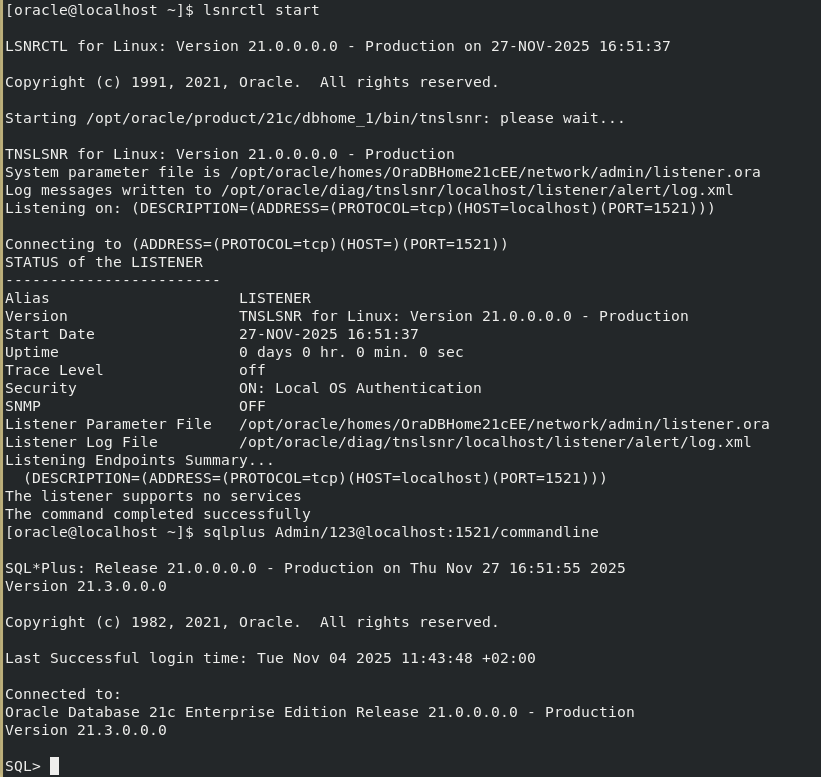 [oracle@localhost ~]$ lsnrctl start
LSNRCTL for Linux: Version 21.0.0.0.0 - Production on 27-NOV-2025 16:51:37
Copyright (c) 1991, 2021, Oracle.  All rights reserved.
Starting /opt/oracle/product/21c/dbhome_1/bin/tnslsnr: please wait...
TNSLSNR for Linux: Version 21.0.0.0.0 - Production
System parameter file is /opt/oracle/homes/OraDBHome21cEE/network/admin/listener.ora
Log messages written to /opt/oracle/diag/tnslsnr/localhost/listener/alert/log.xml
Listening on: (DESCRIPTION=(ADDRESS=(PROTOCOL=tcp)(HOST=localhost)(PORT=1521)))
Connecting to (ADDRESS=(PROTOCOL=tcp)(HOST=)(PORT=1521))
STATUS of the LISTENER
------------------------
Alias                     LISTENER
Version                   TNSLSNR for Linux: Version 21.0.0.0.0 - Production
Start Date                27-NOV-2025 16:51:37
Uptime                    0 days 0 hr. 0 min. 0 sec
Trace Level               off
Security                  ON: Local OS Authentication
SNMP                      OFF
Listener Parameter File   /opt/oracle/homes/OraDBHome21cEE/network/admin/listener.ora
Listener Log File         /opt/oracle/diag/tnslsnr/localhost/listener/alert/log.xml
Listening Endpoints Summary...
  (DESCRIPTION=(ADDRESS=(PROTOCOL=tcp)(HOST=localhost)(PORT=1521)))
The listener supports no services
The command completed successfully
[oracle@localhost ~]$ sqlplus Admin/123@localhost:1521/commandline
SQL*Plus: Release 21.0.0.0.0 - Production on Thu Nov 27 16:51:55 2025
Version 21.3.0.0.0
Copyright (c) 1982, 2021, Oracle.  All rights reserved.
Last Successful login time: Tue Nov 04 2025 11:43:48 +02:00
Connected to:
Oracle Database 21c Enterprise Edition Release 21.0.0.0.0 - Production
Version 21.3.0.0.0
SQL>